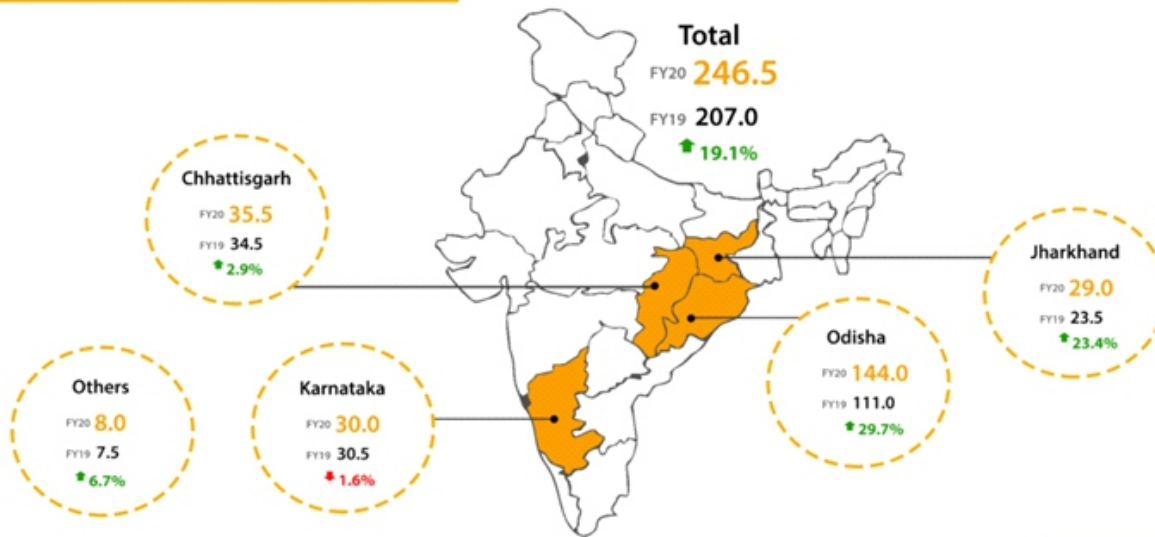 Total
FY20 246.5
FY19 207.0
19.1%
Chhattisgarh
FY20 35.5
FY19 34.5
2.9%
Jharkhand
FY20 29.0
FY19 23.5
23.4%
Odisha
FY20 144.0
FY19 111.0
29.7%
Others
FY20 8.0
FY19 7.5
6.7%
Karnataka
FY20 30.0
FY19 30.5
1.6%